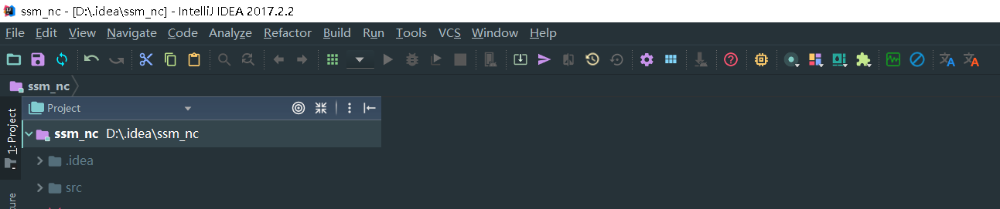 ssm_nc - [D:\.idea\ssm_nc] - IntelliJ IDEA 2017.2.2
File Edit View Navigate Code Analyze Refactor Build Run Tools VCS Window Help
ssm_nc
1: Project
Project
ssm_nc D:\.idea\ssm_nc
.idea
src
ture